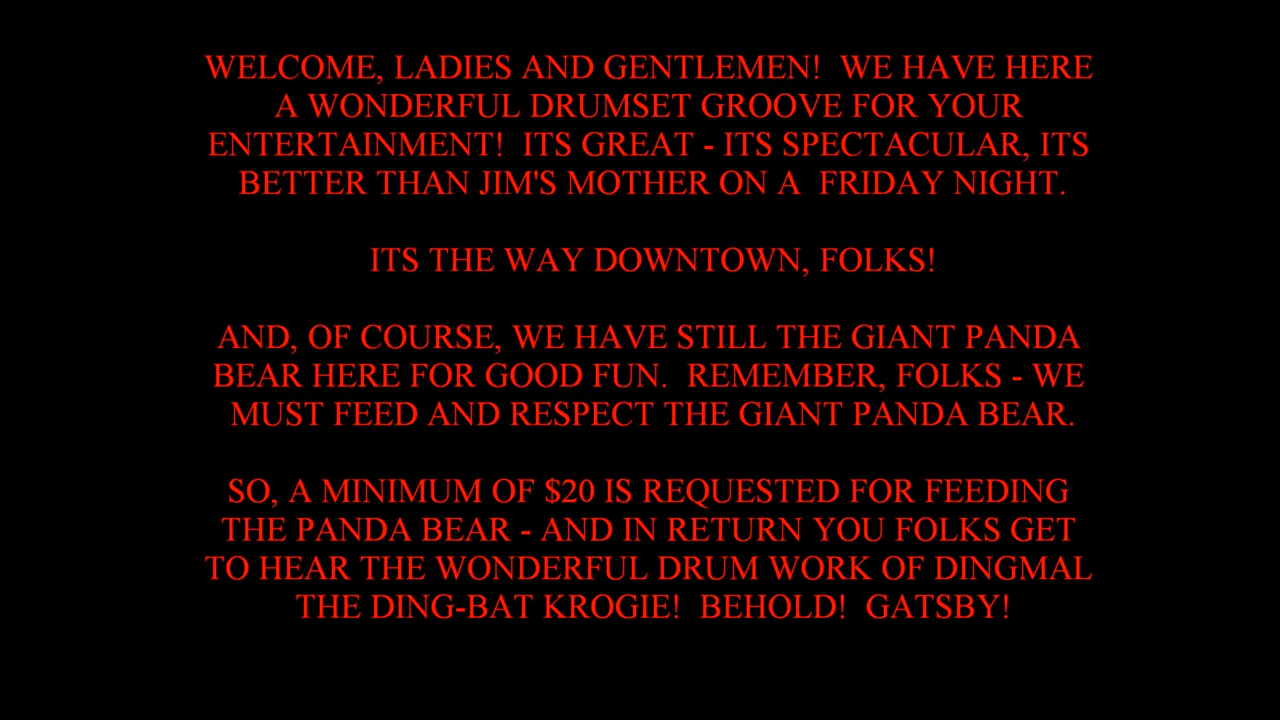 WELCOME, LADIES AND GENTLEMEN!  WE HAVE HERE
A WONDERFUL DRUMSET GROOVE FOR YOUR
ENTERTAINMENT!  ITS GREAT - ITS SPECTACULAR, ITS
BETTER THAN JIM'S MOTHER ON A  FRIDAY NIGHT.
ITS THE WAY DOWNTOWN, FOLKS!
AND, OF COURSE, WE HAVE STILL THE GIANT PANDA
BEAR HERE FOR GOOD FUN.  REMEMBER, FOLKS - WE
MUST FEED AND RESPECT THE GIANT PANDA BEAR.
SO, A MINIMUM OF $20 IS REQUESTED FOR FEEDING
THE PANDA BEAR - AND IN RETURN YOU FOLKS GET
TO HEAR THE WONDERFUL DRUM WORK OF DINGMAL
THE DING-BAT KROGIE!  BEHOLD!  GATSBY!